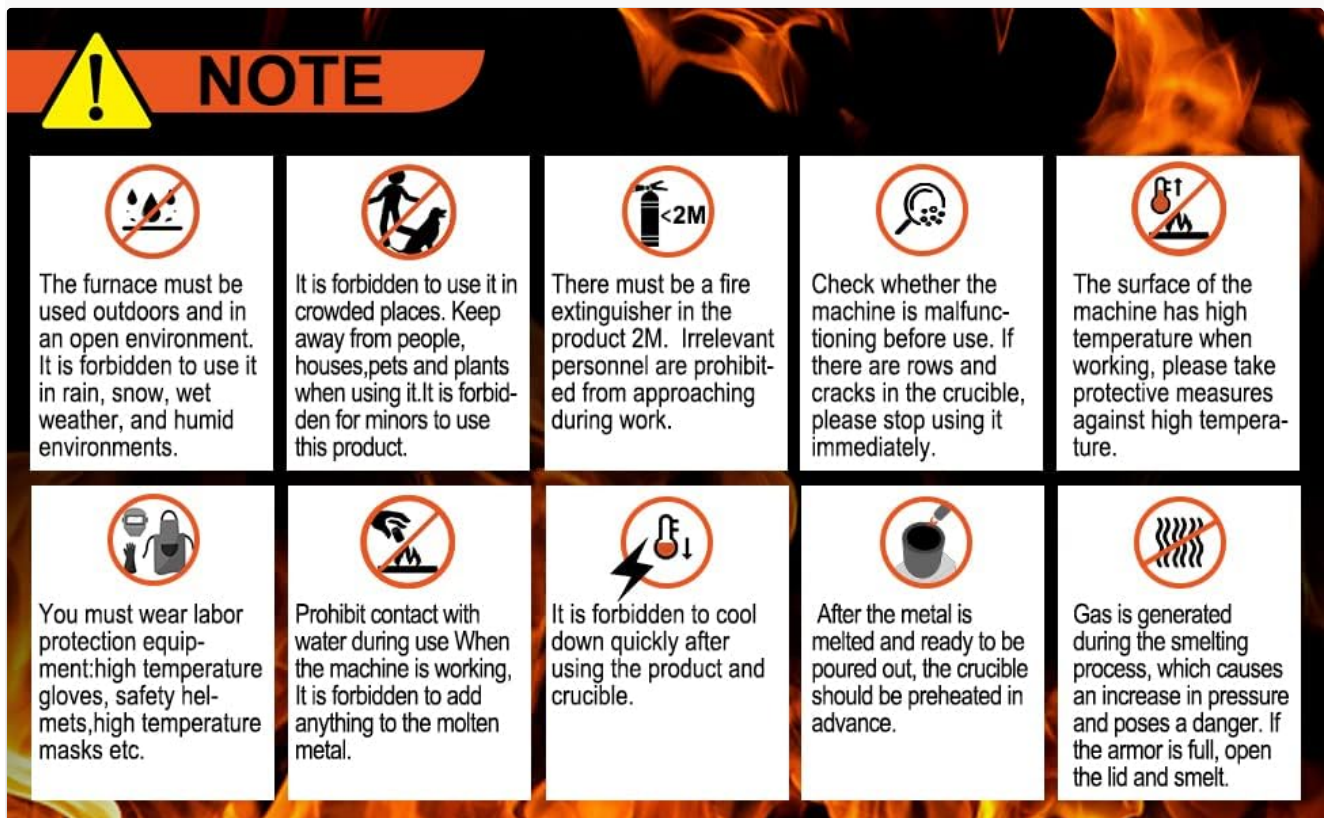 NOTE
<2M
The furnace must be
used outdoors and in
an open environment.
It is forbidden to use it
in rain, snow, wet
weather, and humid
environments.
It is forbidden to use it in
crowded places. Keep
away from people,
houses,pets and plants
when using it.It is forbid-
den for minors to use
this product.
There must be a fire
extinguisher in the
product 2M. Irrelevant
personnel are prohibit-
ed from approaching
during work.
Check whether the
machine is malfunc-
tioning before use. If
there are rows and
cracks in the crucible,
please stop using it
immediately.
The surface of the
machine has high
temperature when
working, please take
protective measures
against high tempera-
ture.
You must wear labor
protection equip-
ment:high temperature
gloves, safety hel-
mets,high temperature
masks etc.
Prohibit contact with
water during use When
the machine is working,
It is forbidden to add
anything to the molten
metal.
It is forbidden to cool
down quickly after
using the product and
crucible.
After the metal is
melted and ready to be
poured out, the crucible
should be preheated in
advance.
Gas is generated
during the smelting
process, which causes
an increase in pressure
and poses a danger. If
the armor is full, open
the lid and smelt.